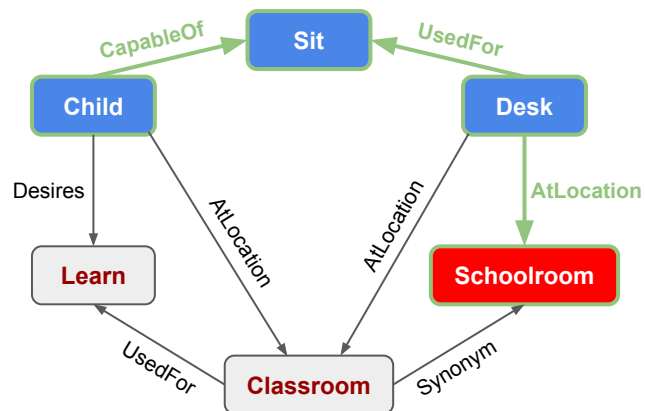 Sit
CapableOf
UsedFor
Child
Desk
Desires
AtLocation
AtLocation
AtLocation
Learn
Schoolroom
UsedFor
Classroom
Synonym